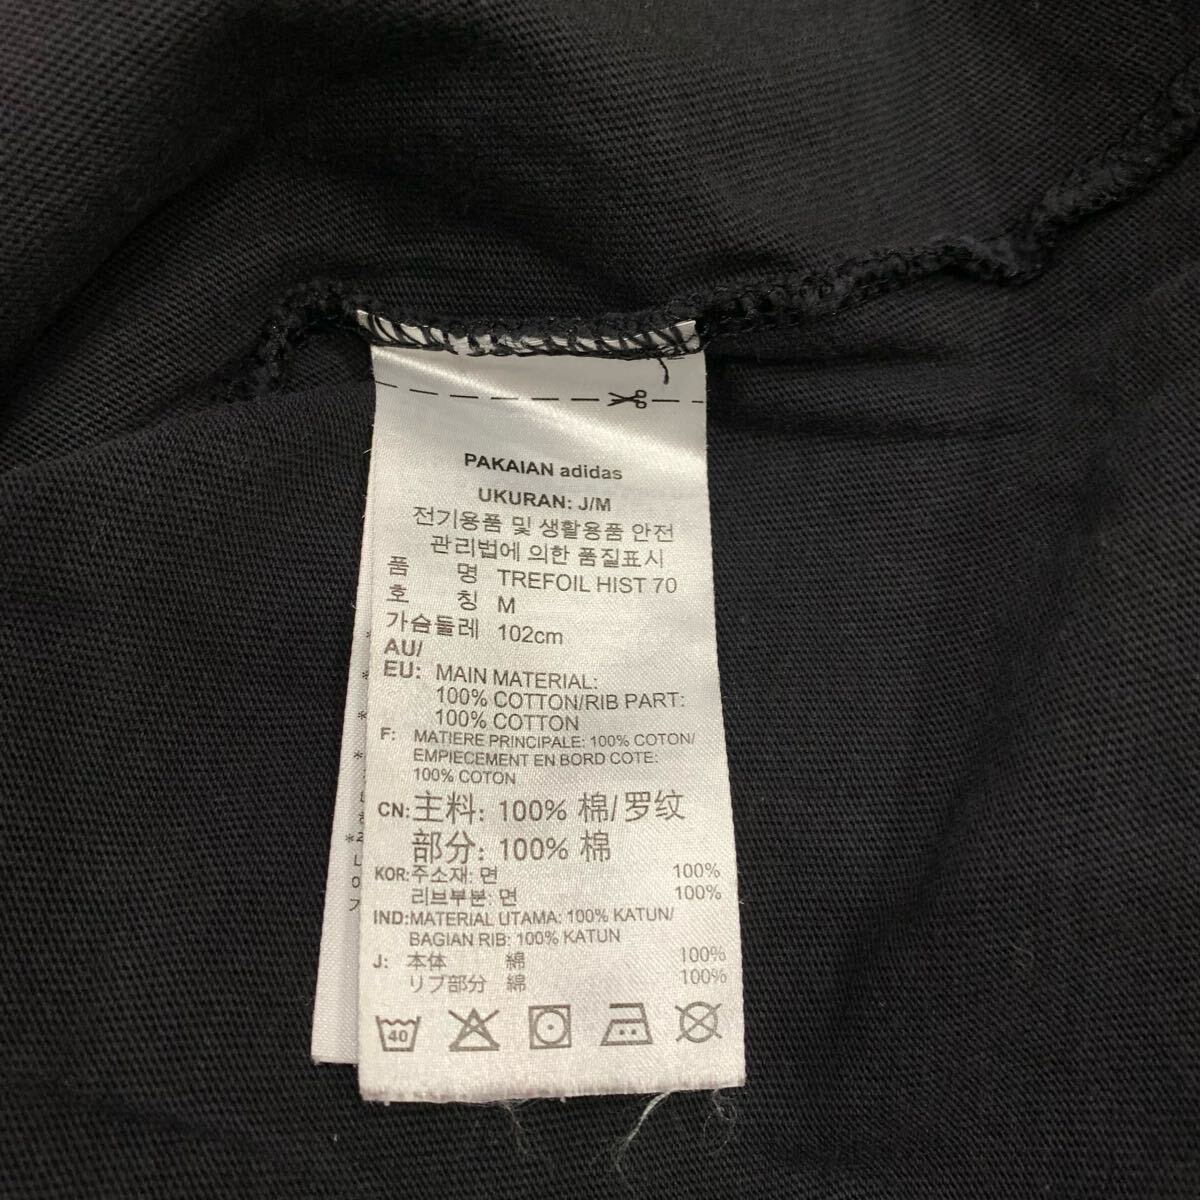 PAKAIAN adidas
UKURAN: J/M
전기용품 및 생활용품 안전
관리법에 의한 품질표시
품 명 TREFOIL HIST 70
호 칭 M
가슴둘레 102cm
AU/
EU: MAIN MATERIAL:
100% COTTON/RIB PART:
100% COTTON
F: MATIERE PRINCIPALE: 100% COTON/
EMPIECEMENT EN BORD COTE:
100% COTON
CN: 主料: 100% 棉/罗纹
部分: 100% 棉
KOR: 주소재: 면 100%
리브부분: 면 100%
IND: MATERIAL UTAMA: 100% KATUN/
BAGIAN RIB: 100% KATUN
J: 本体 綿 100%
リブ部分 綿 100%
40